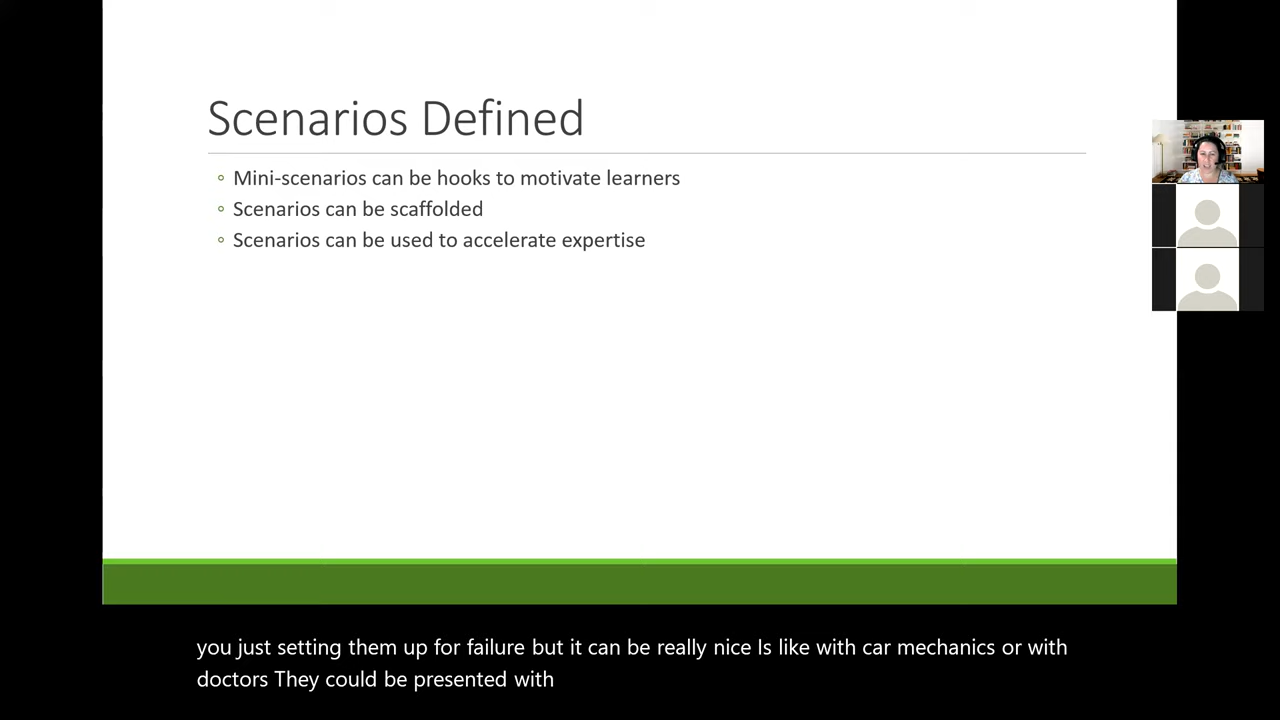 Scenarios Defined
Mini-scenarios can be hooks to motivate learners
Scenarios can be scaffolded
Scenarios can be used to accelerate expertise
you just setting them up for failure but it can be really nice Is like with car mechanics or with
doctors They could be presented with